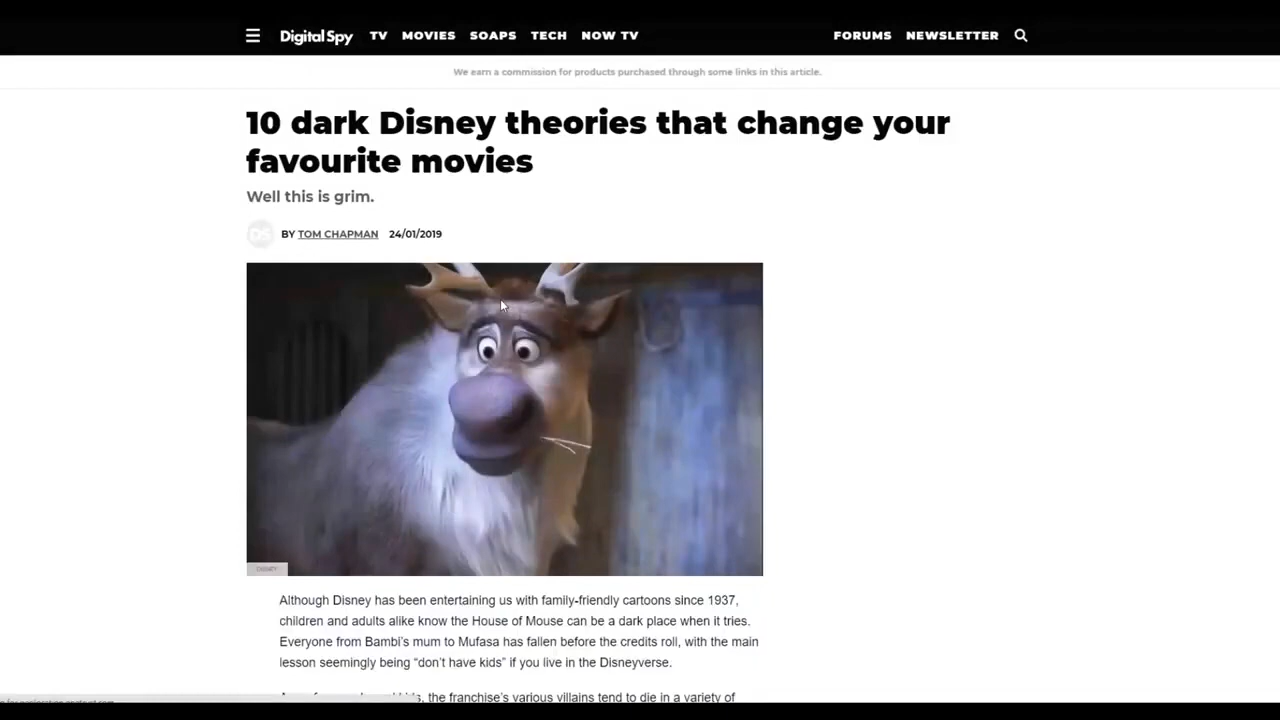 DigitalSpy TV MOVIES SOAPS TECH NOW TV FORUMS NEWSLETTER
We earn a commission for products purchased through some links in this article.
10 dark Disney theories that change your
favourite movies
Well this is grim.
DS BY TOM CHAPMAN 24/01/2019
DISNEY
Although Disney has been entertaining us with family-friendly cartoons since 1937,
children and adults alike know the House of Mouse can be a dark place when it tries.
Everyone from Bambi's mum to Mufasa has fallen before the credits roll, with the main
lesson seemingly being “don't have kids” if you live in the Disneyverse.
the franchise's various villains tend to die in a variety of